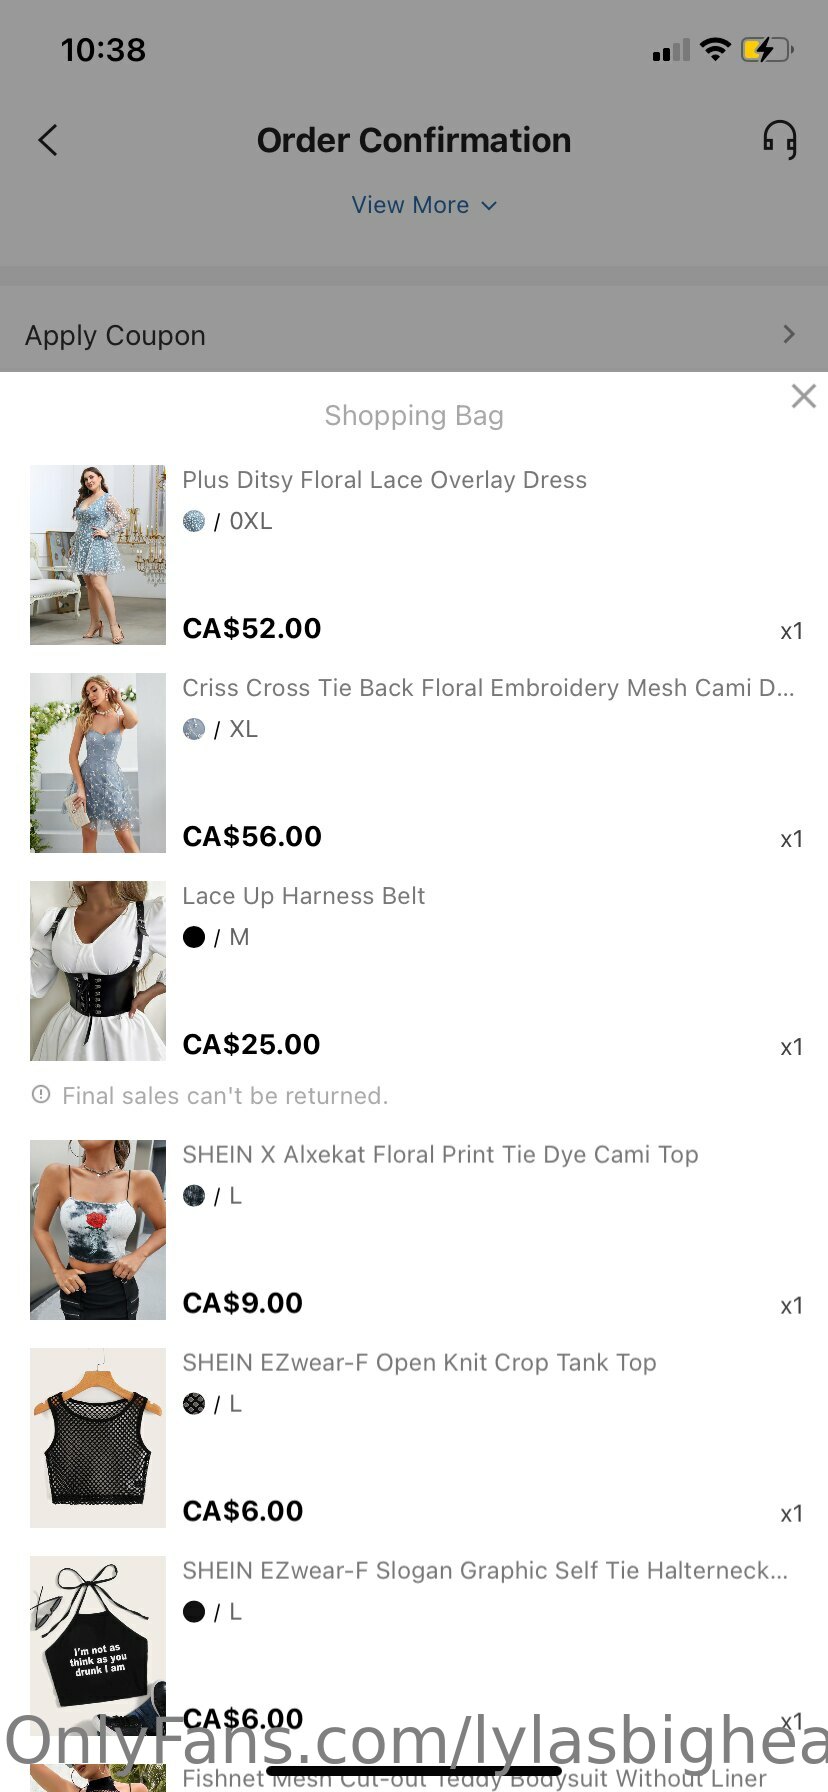 10:38
Order Confirmation
View More
Apply Coupon
Shopping Bag
Plus Ditsy Floral Lace Overlay Dress
/ 0XL
CA$52.00
x1
Criss Cross Tie Back Floral Embroidery Mesh Cami D...
/ XL
CA$56.00
x1
Lace Up Harness Belt
/ M
CA$25.00
x1
Final sales can't be returned.
SHEIN X Alxekat Floral Print Tie Dye Cami Top
/ L
CA$9.00
x1
SHEIN EZwear-F Open Knit Crop Tank Top
/ L
CA$6.00
x1
SHEIN EZwear-F Slogan Graphic Self Tie Halterneck...
/ L
I'm not as
think as you
drunk I am
CA$6.00
x1
OnlyFans.com/lylasbighea
Fishnet Mesh Cut-out Teddy Bodysuit Without Liner